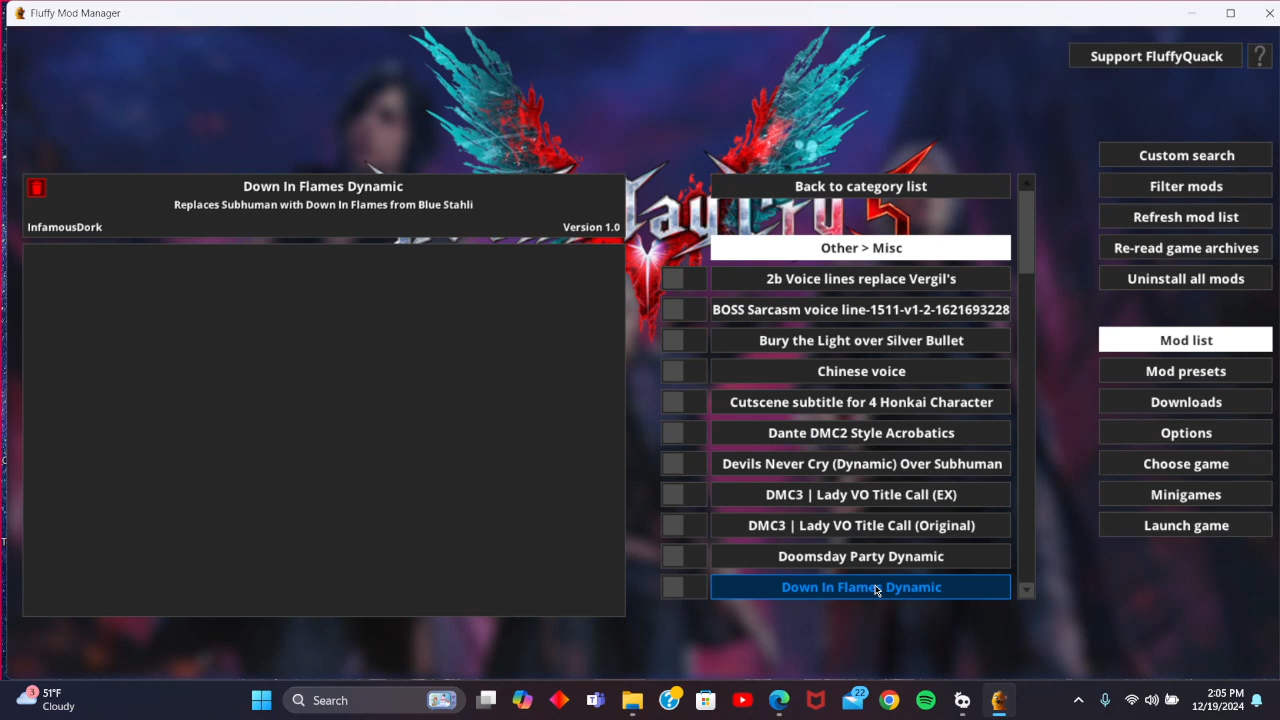 Fluffy Mod Manager
Support FluffyQuack
?
Down In Flames Dynamic
Replaces Subhuman with Down In Flames from Blue Stahli
InfamousDork
Version 1.0
Back to category list
Other > Misc
2b Voice lines replace Vergil's
BOSS Sarcasm voice line-1511-v1-2-1621693228
Bury the Light over Silver Bullet
Chinese voice
Cutscene subtitle for 4 Honkai Character
Dante DMC2 Style Acrobatics
Devils Never Cry (Dynamic) Over Subhuman
DMC3 | Lady VO Title Call (EX)
DMC3 | Lady VO Title Call (Original)
Doomsday Party Dynamic
Down In Flames Dynamic
Custom search
Filter mods
Refresh mod list
Re-read game archives
Uninstall all mods
Mod list
Mod presets
Downloads
Options
Choose game
Minigames
Launch game
3
51°F
Cloudy
Search
22
2:05 PM
12/19/2024